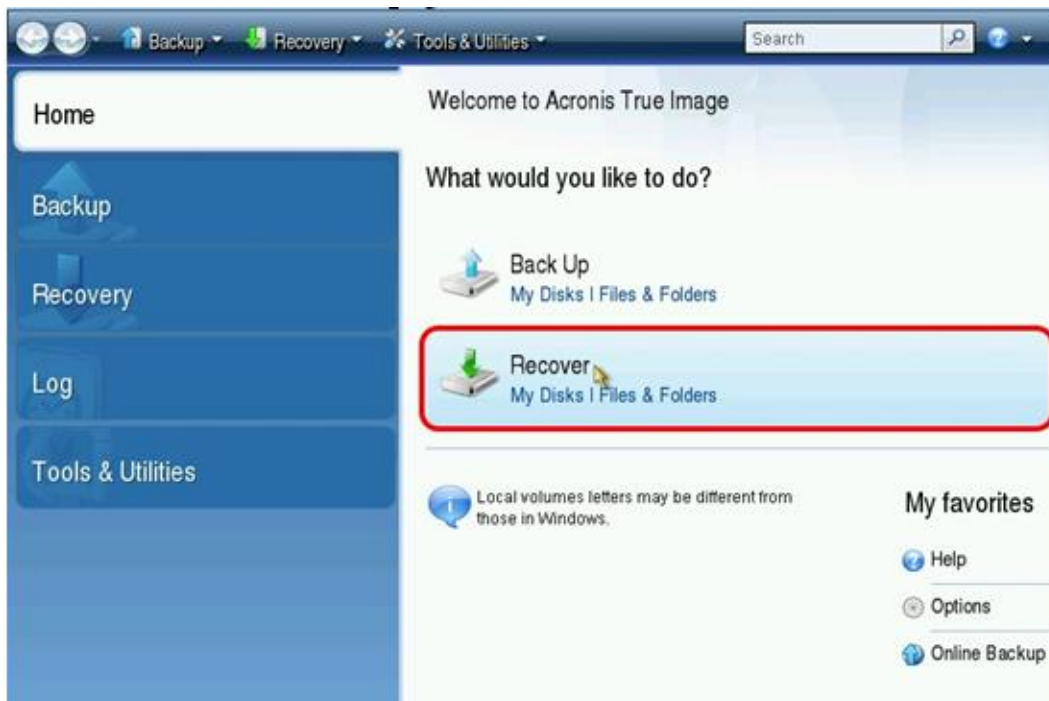 Backup Recovery Tools & Utilities Search
Home
Backup
Recovery
Log
Tools & Utilities
Welcome to Acronis True Image
What would you like to do?
Back Up
My Disks | Files & Folders
Recover
My Disks | Files & Folders
Local volumes letters may be different from
those in Windows.
My favorites
Help
Options
Online Backup